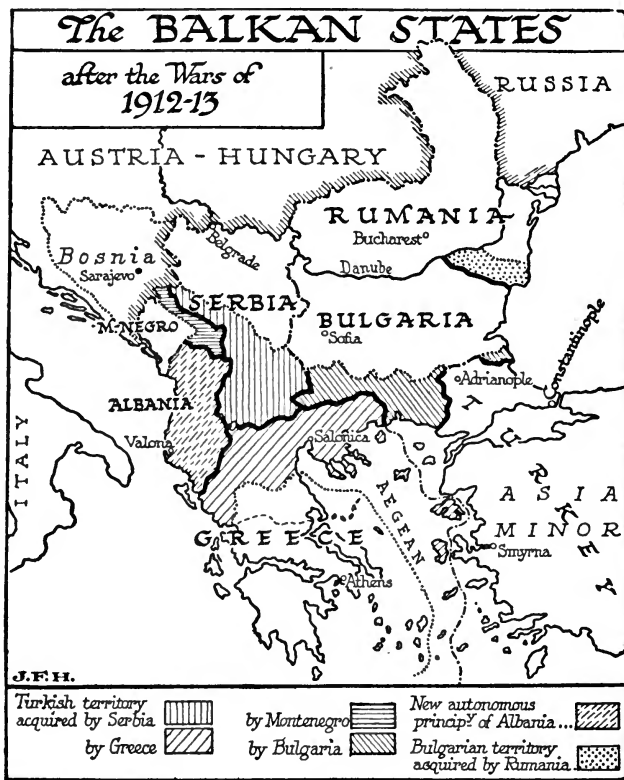 The BALKAN STATES
after the Wars of
1912-13
RUSSIA
AUSTRIA - HUNGARY
RUMANIA
Bucharest
Belgrade
Bosnia
Sarajevo
Danube
SERBIA
M-NEGRO
BULGARIA
Sofia
Constantinople
Adrianople
ALBANIA
TURKEY
ITALY
Valona
Salonica
AEGEAN
ASIA
MINOR
GREECE
Smyrna
Athens
J.F.H.
Turkish territory
acquired by Serbia
by Greece
by Montenegro
by Bulgaria
New autonomous
principy. of Albania ...
Bulgarian territory
acquired by Rumania.